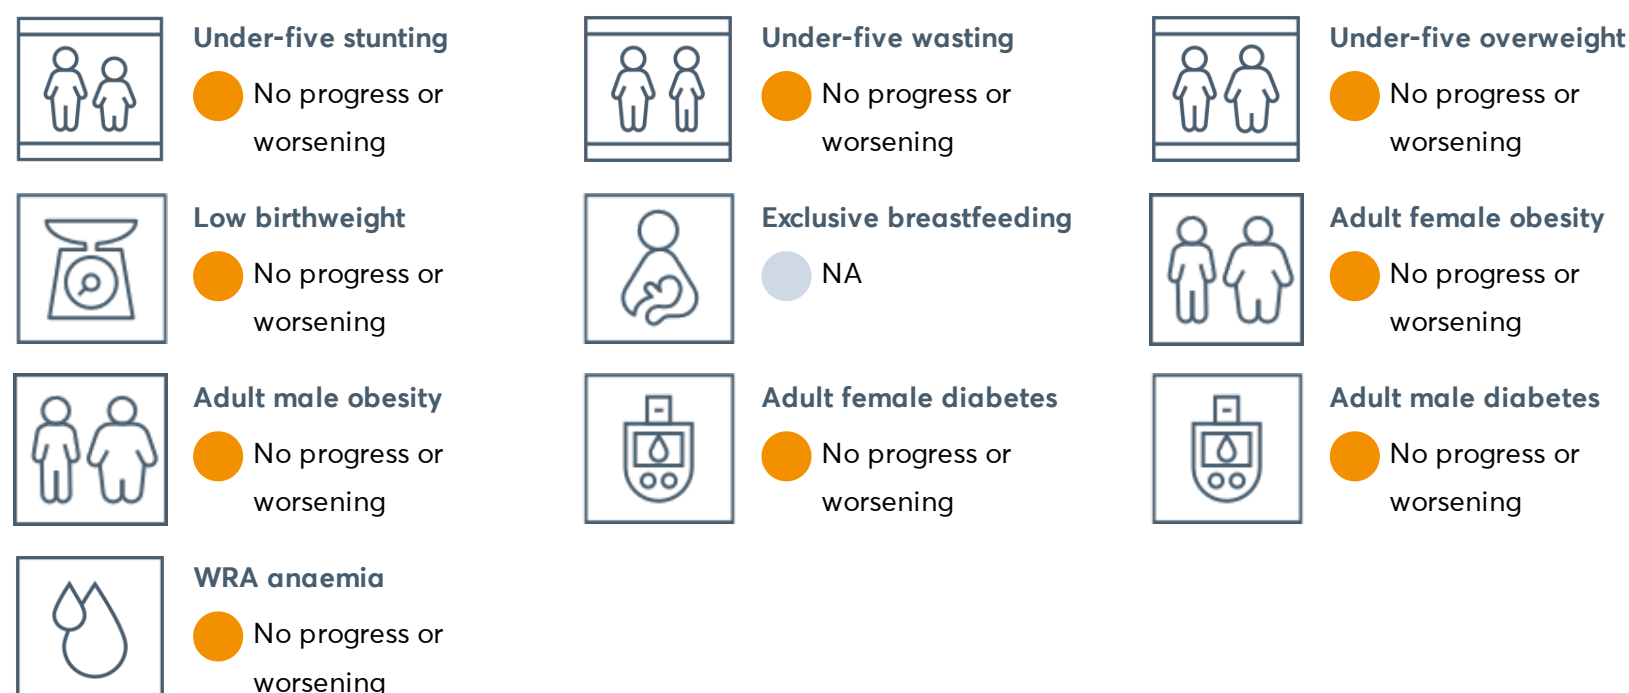 Under-five stunting
No progress or
worsening
Under-five wasting
No progress or
worsening
Under-five overweight
No progress or
worsening
Low birthweight
No progress or
worsening
Exclusive breastfeeding
NA
Adult female obesity
No progress or
worsening
Adult male obesity
No progress or
worsening
Adult female diabetes
No progress or
worsening
Adult male diabetes
No progress or
worsening
WRA anaemia
No progress or
worsening